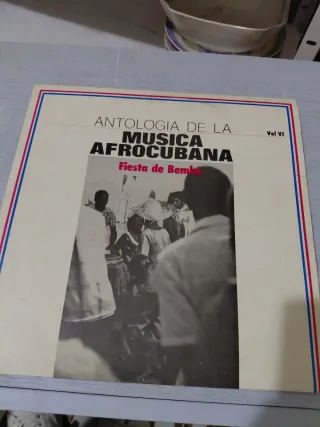 ANTOLOGIA DE LA
Vol VI
MUSICA
AFROCUBANA
Fiesta de Bembé